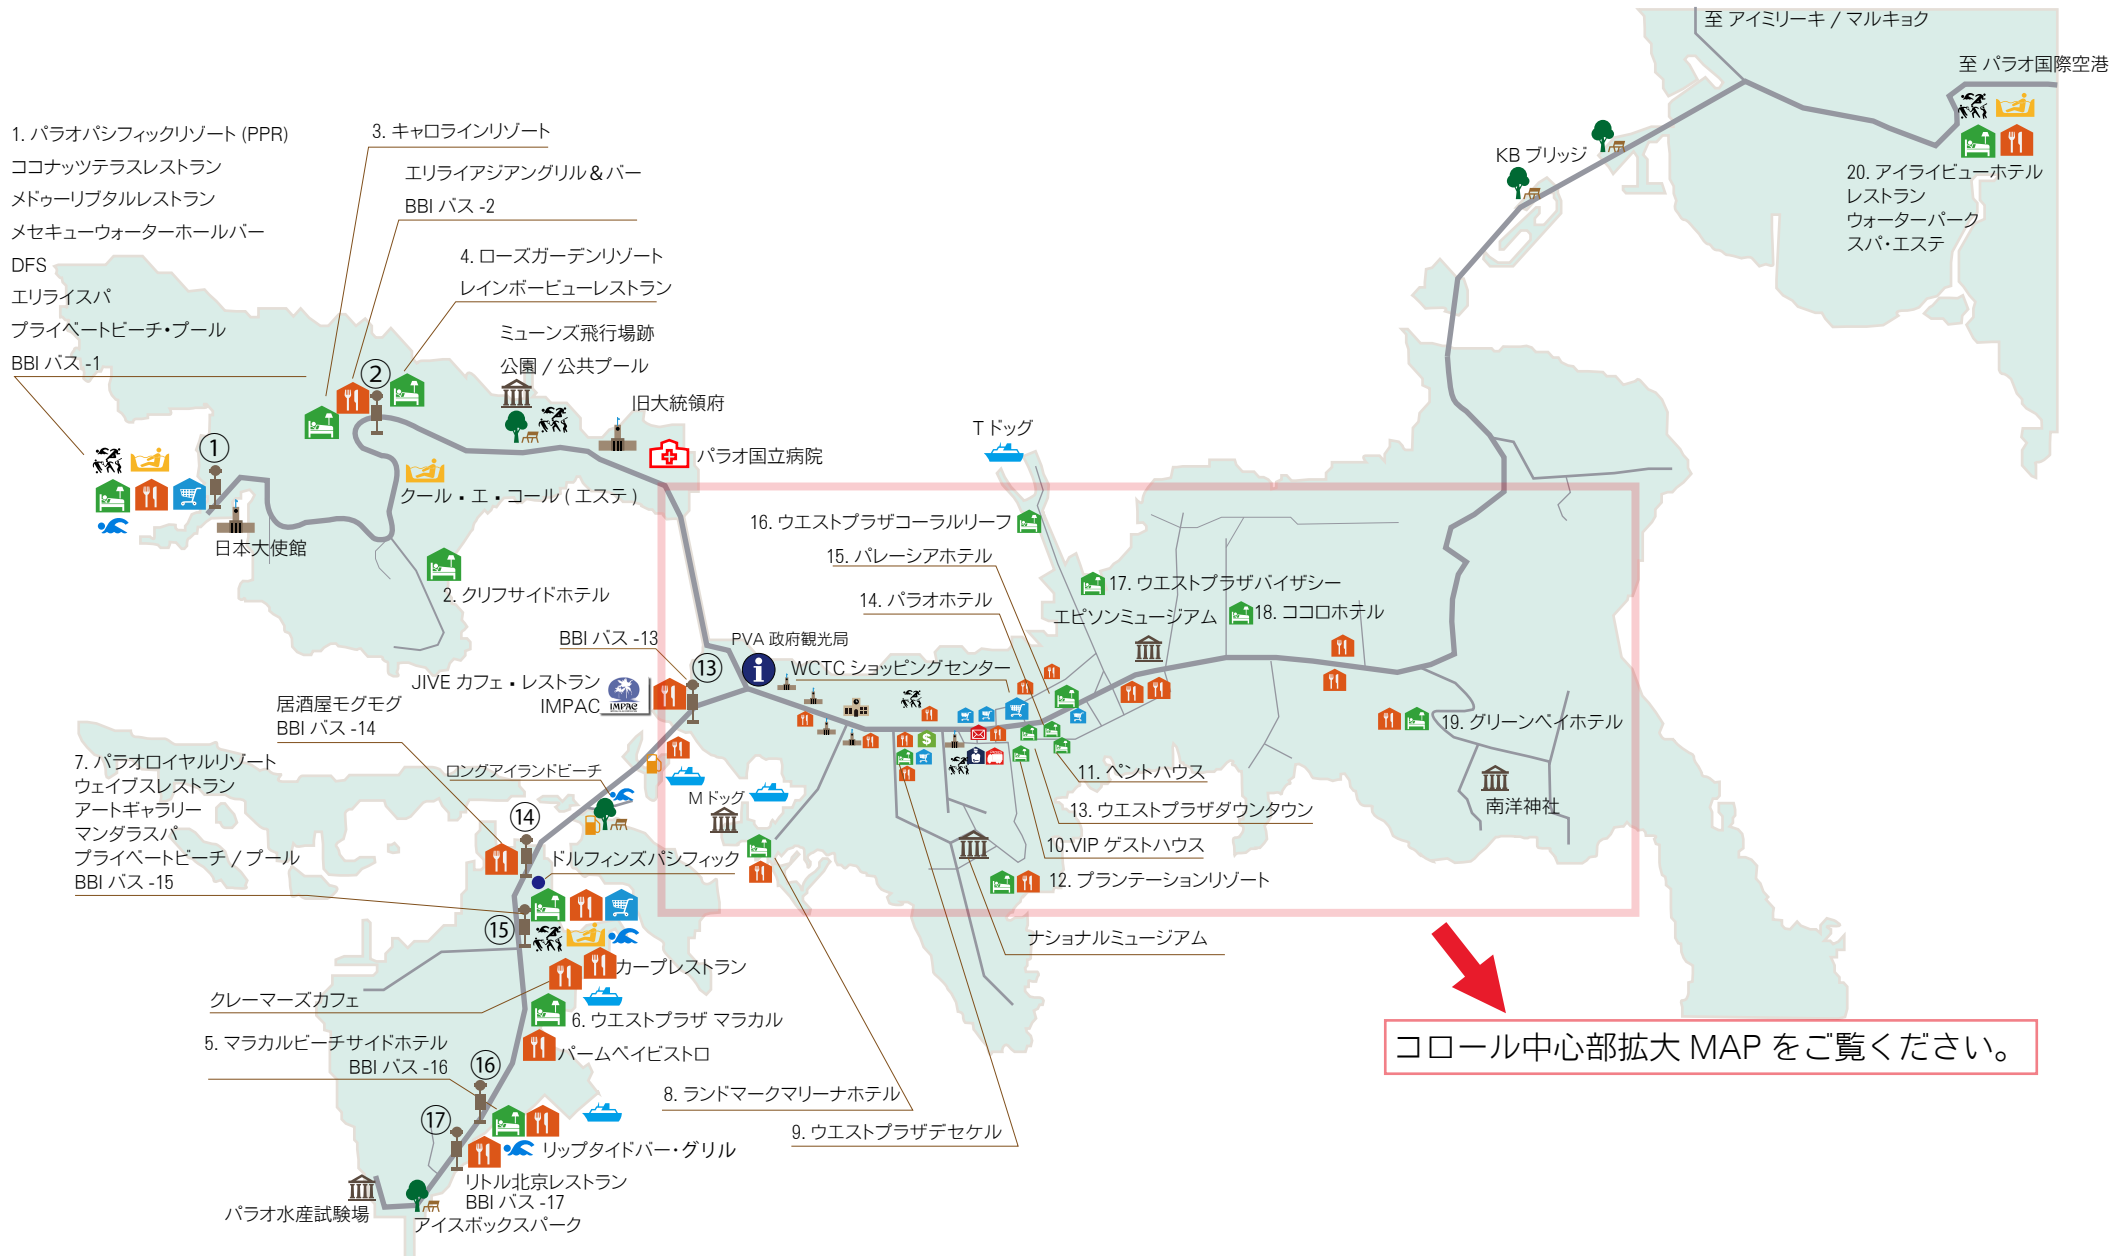 至 アイミリーキ / マルキョク
至 パラオ国際空港
1. パラオパシフィックリゾート (PPR)
ココナッツテラスレストラン
メドゥーリブタルレストラン
メセキューウォーターホールバー
DFS
エリライスパ
プライベートビーチ・プール
BBI バス -1
3. キャロラインリゾート
エリライアジアングリル＆バー
BBI バス -2
4. ローズガーデンリゾート
レインボービューレストラン
ミューンズ飛行場跡
公園 / 公共プール
旧大統領府
パラオ国立病院
KB ブリッジ
20. アイライビューホテル
レストラン
ウォーターパーク
スパ・エステ
①
②
日本大使館
クール・エ・コール ( エステ )
2. クリフサイドホテル
T ドッグ
16. ウエストプラザコーラルリーフ
15. パレーシアホテル
14. パラオホテル
17. ウエストプラザバイザシー
エピソンミュージアム
18. ココロホテル
BBI バス -13
⑬
PVA 政府観光局
i
WCTC ショッピングセンター
JIVE カフェ・レストラン
IMPAC
IMPAC
居酒屋モグモグ
BBI バス -14
ロングアイランドビーチ
M ドッグ
$
19. グリーンベイホテル
南洋神社
11. ペントハウス
13. ウエストプラザダウンタウン
10.VIP ゲストハウス
12. プランテーションリゾート
ナショナルミュージアム
7. パラオロイヤルリゾート
ウェイブスレストラン
アートギャラリー
マンダラスパ
プライベートビーチ / プール
BBI バス -15
⑭
ドルフィンズパシフィック
⑮
カープレストラン
クレーマーズカフェ
6. ウエストプラザ マラカル
パームベイビストロ
5. マラカルビーチサイドホテル
BBI バス -16
⑯
⑰
8. ランドマークマリーナホテル
9. ウエストプラザデセケル
リップタイドバー・グリル
リトル北京レストラン
BBI バス -17
アイスボックスパーク
パラオ水産試験場
コロール中心部拡大 MAP をご覧ください。